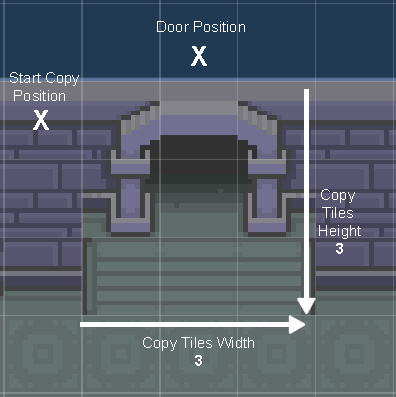 Door Position
X
Start Copy
Position
X
Copy
Tiles
Height
3
Copy Tiles Width
3